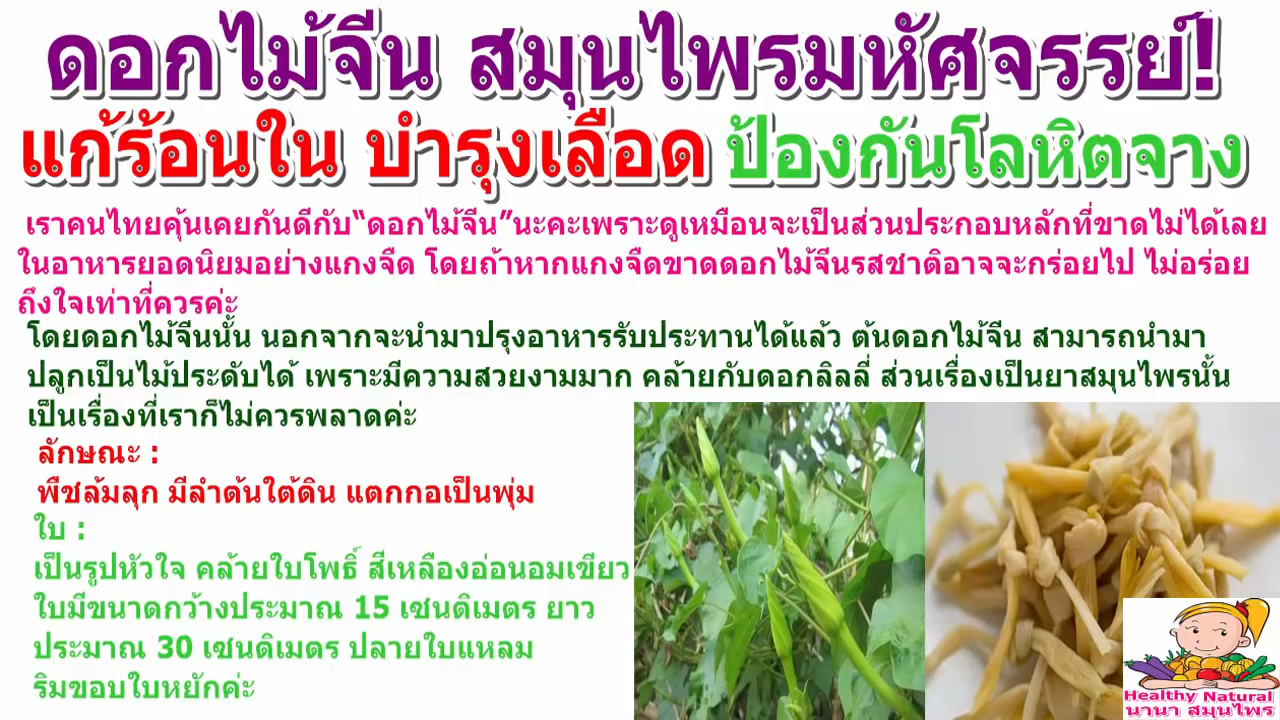 ดอกไม้จีน สมุนไพรมหัศจรรย์!
แก้ร้อนใน บำรุงเลือด ป้องกันโลหิตจาง
เราคนไทยคุ้นเคยกันดีกับ“ดอกไม้จีน”นะคะเพราะดูเหมือนจะเป็นส่วนประกอบหลักที่ขาดไม่ได้เลย
ในอาหารยอดนิยมอย่างแกงจืด โดยถ้าหากแกงจืดขาดดอกไม้จีนรสชาติอาจจะกร่อยไป ไม่อร่อย
ถึงใจเท่าที่ควรค่ะ
โดยดอกไม้จีนนั้น นอกจากจะนำมาปรุงอาหารรับประทานได้แล้ว ต้นดอกไม้จีน สามารถนำมา
ปลูกเป็นไม้ประดับได้ เพราะมีความสวยงามมาก คล้ายกับดอกลิลลี่ ส่วนเรื่องเป็นยาสมุนไพรนั้น
เป็นเรื่องที่เราก็ไม่ควรพลาดค่ะ
ลักษณะ :
พืชล้มลุก มีลำต้นใต้ดิน แตกกอเป็นพุ่ม
ใบ :
เป็นรูปหัวใจ คล้ายใบโพธิ์ สีเหลืองอ่อนอมเขียว
ใบมีขนาดกว้างประมาณ 15 เซนติเมตร ยาว
ประมาณ 30 เซนติเมตร ปลายใบแหลม
ริมขอบใบหยักค่ะ
Healthy Natural
นานา สมุนไพร